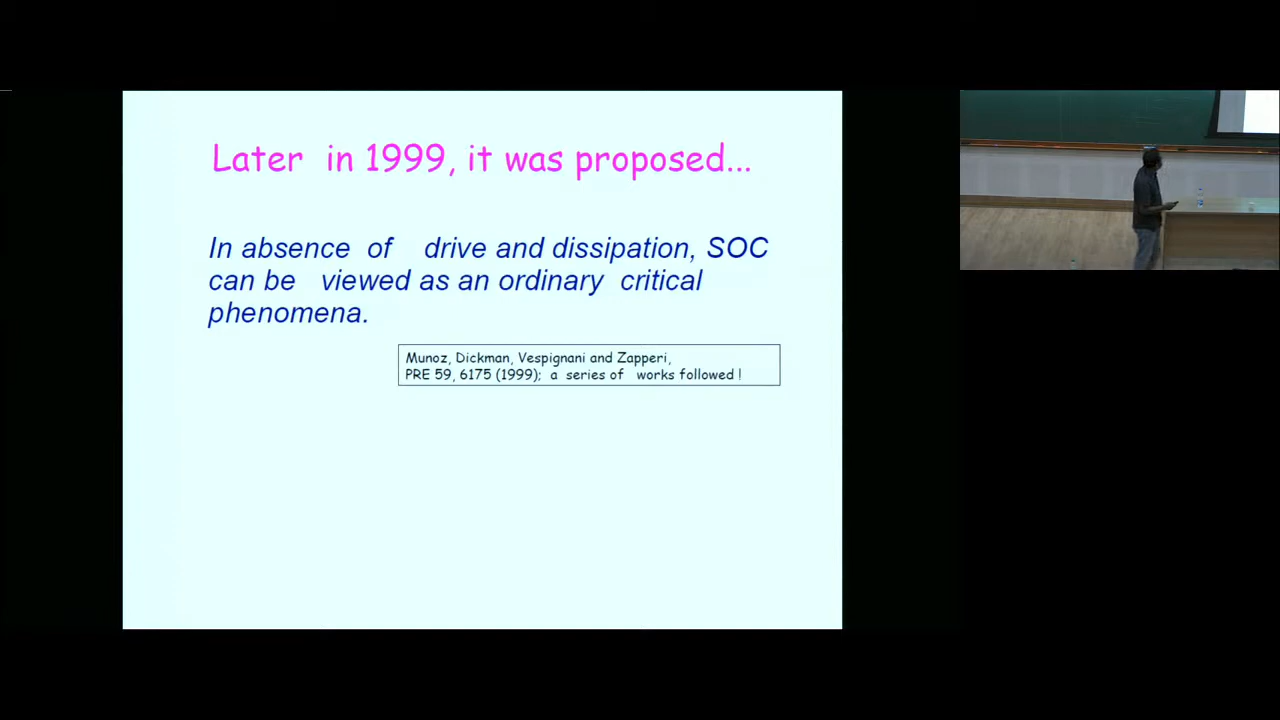 Later in 1999, it was proposed...
In absence of drive and dissipation, SOC
can be viewed as an ordinary critical
phenomena.
Munoz, Dickman, Vespignani and Zapperi,
PRE 59, 6175 (1999); a series of works followed !